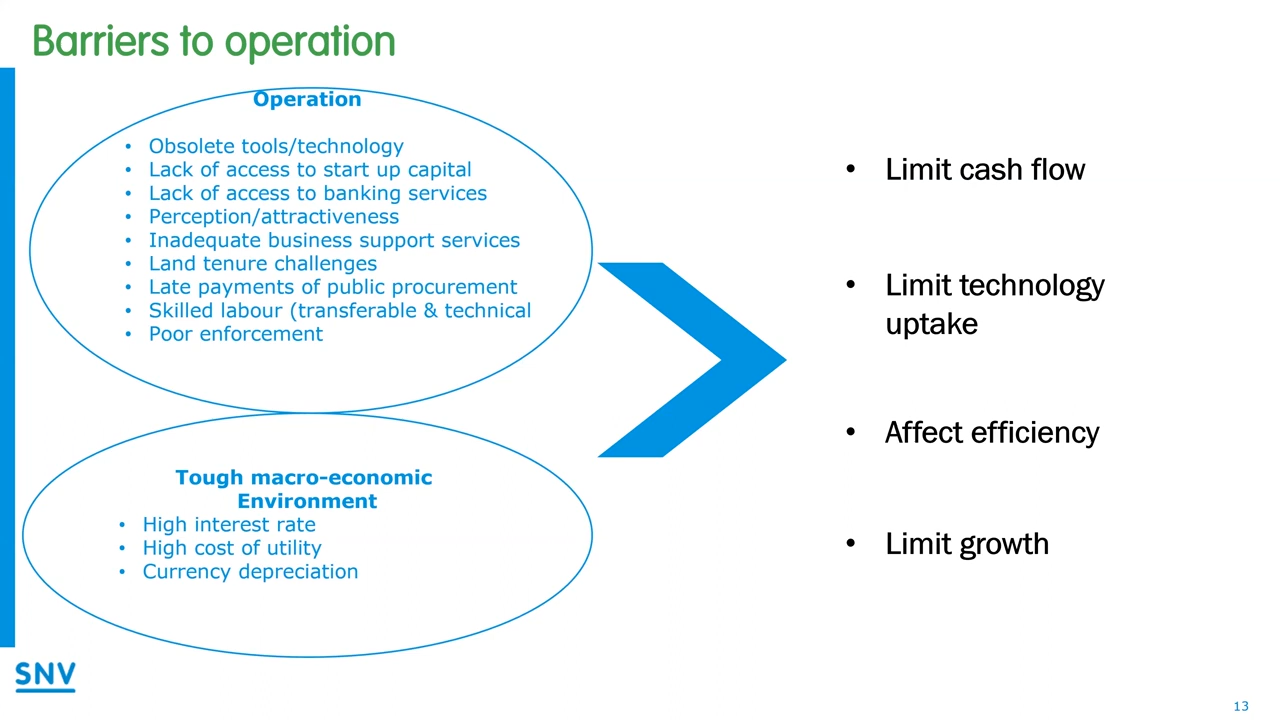 Barriers to operation
Operation
• Obsolete tools/technology
• Lack of access to start up capital
• Lack of access to banking services
• Perception/attractiveness
• Inadequate business support services
• Land tenure challenges
• Late payments of public procurement
• Skilled labour (transferable & technical
• Poor enforcement
Tough macro-economic
Environment
• High interest rate
• High cost of utility
• Currency depreciation
• Limit cash flow
• Limit technology
uptake
• Affect efficiency
• Limit growth
SNV
13